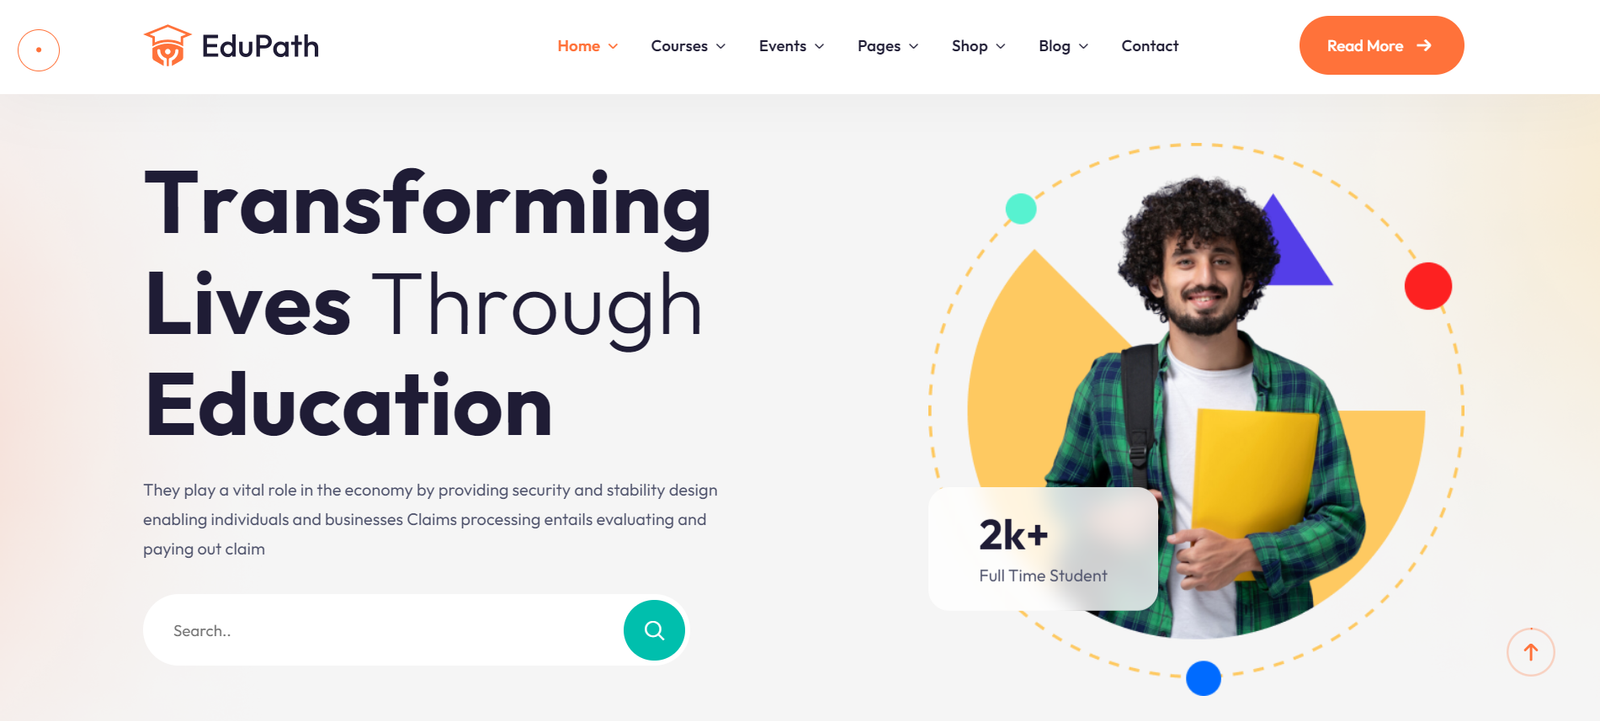 EduPath
Home
Courses
Events
Pages
Shop
Blog
Contact
Read More
Transforming
Lives Through
Education
They play a vital role in the economy by providing security and stability design
enabling individuals and businesses Claims processing entails evaluating and
paying out claim
Search..
2k+
Full Time Student